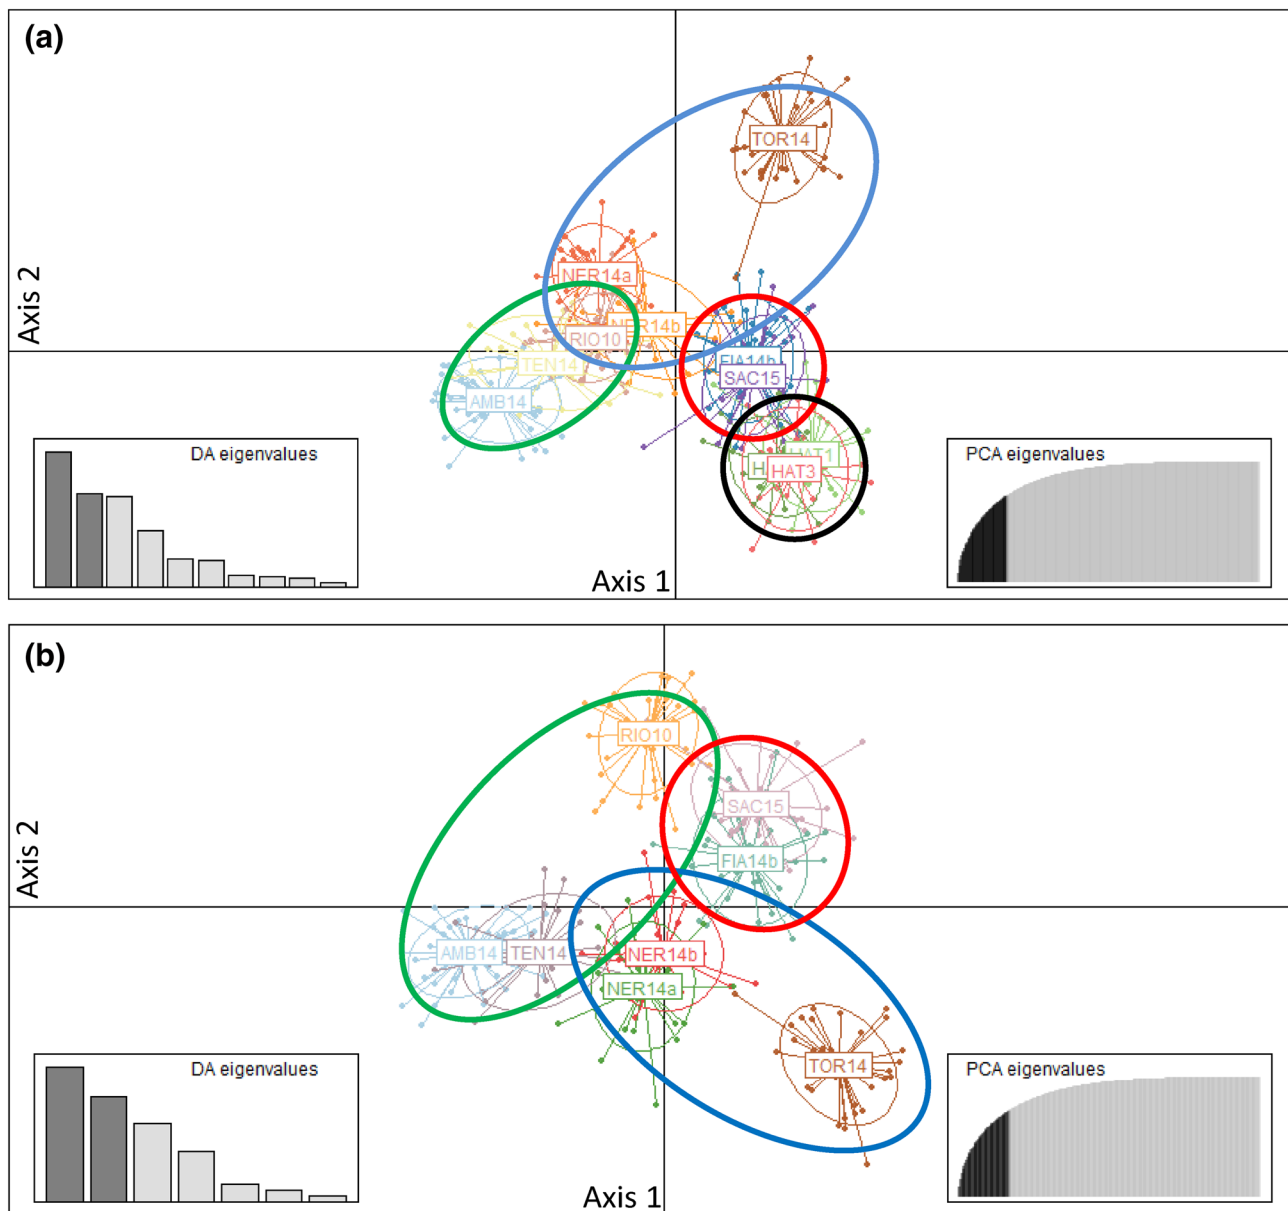 (a)
TOR14
NER14a
NER14b
RIO10
FIA14b
TEN14
SAC15
AMB14
HAT1
HAT3
Axis 2
DA eigenvalues
PCA eigenvalues
Axis 1
(b)
RIO10
SAC15
FIA14b
Axis 2
AMB14
TEN14
NER14b
NER14a
TOR14
DA eigenvalues
PCA eigenvalues
Axis 1